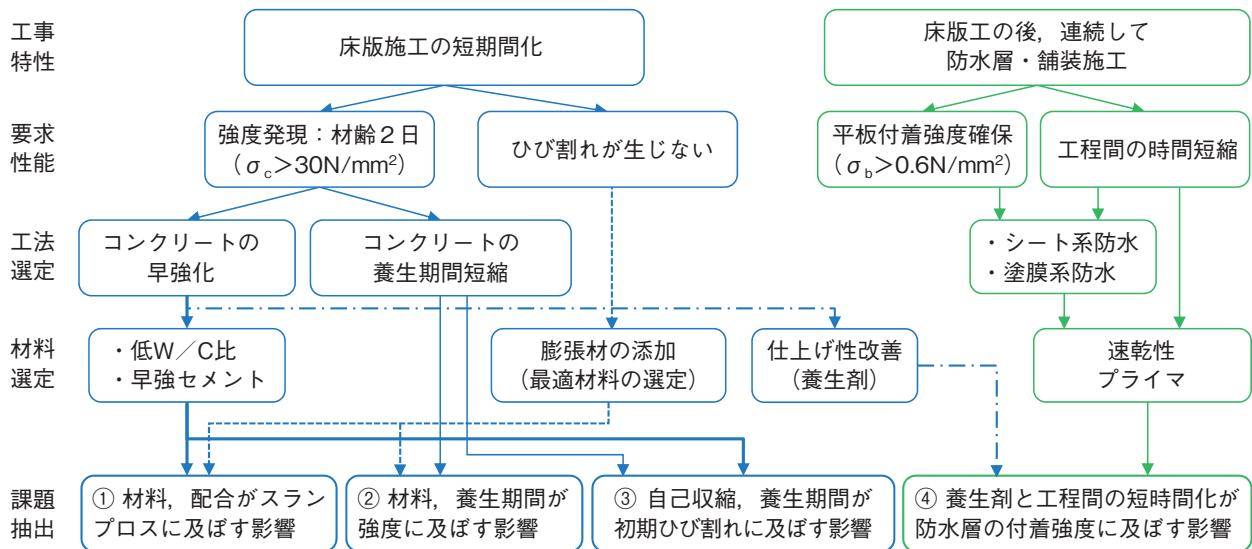 工事
特性
床版施工の短期間化
床版工の後，連続して
防水層・舗装施工
要求
性能
強度発現：材齢２日
（σc＞30N/mm²）
ひび割れが生じない
平板付着強度確保
（σb＞0.6N/mm²）
工程間の時間短縮
工法
選定
コンクリートの
早強化
コンクリートの
養生期間短縮
・シート系防水
・塗膜系防水
材料
選定
・低W／C比
・早強セメント
膨張材の添加
（最適材料の選定）
仕上げ性改善
（養生剤）
速乾性
プライマ
課題
抽出
① 材料，配合がスラン
プロスに及ぼす影響
② 材料，養生期間が
強度に及ぼす影響
③ 自己収縮，養生期間が
初期ひび割れに及ぼす影響
④ 養生剤と工程間の短時間化が
防水層の付着強度に及ぼす影響